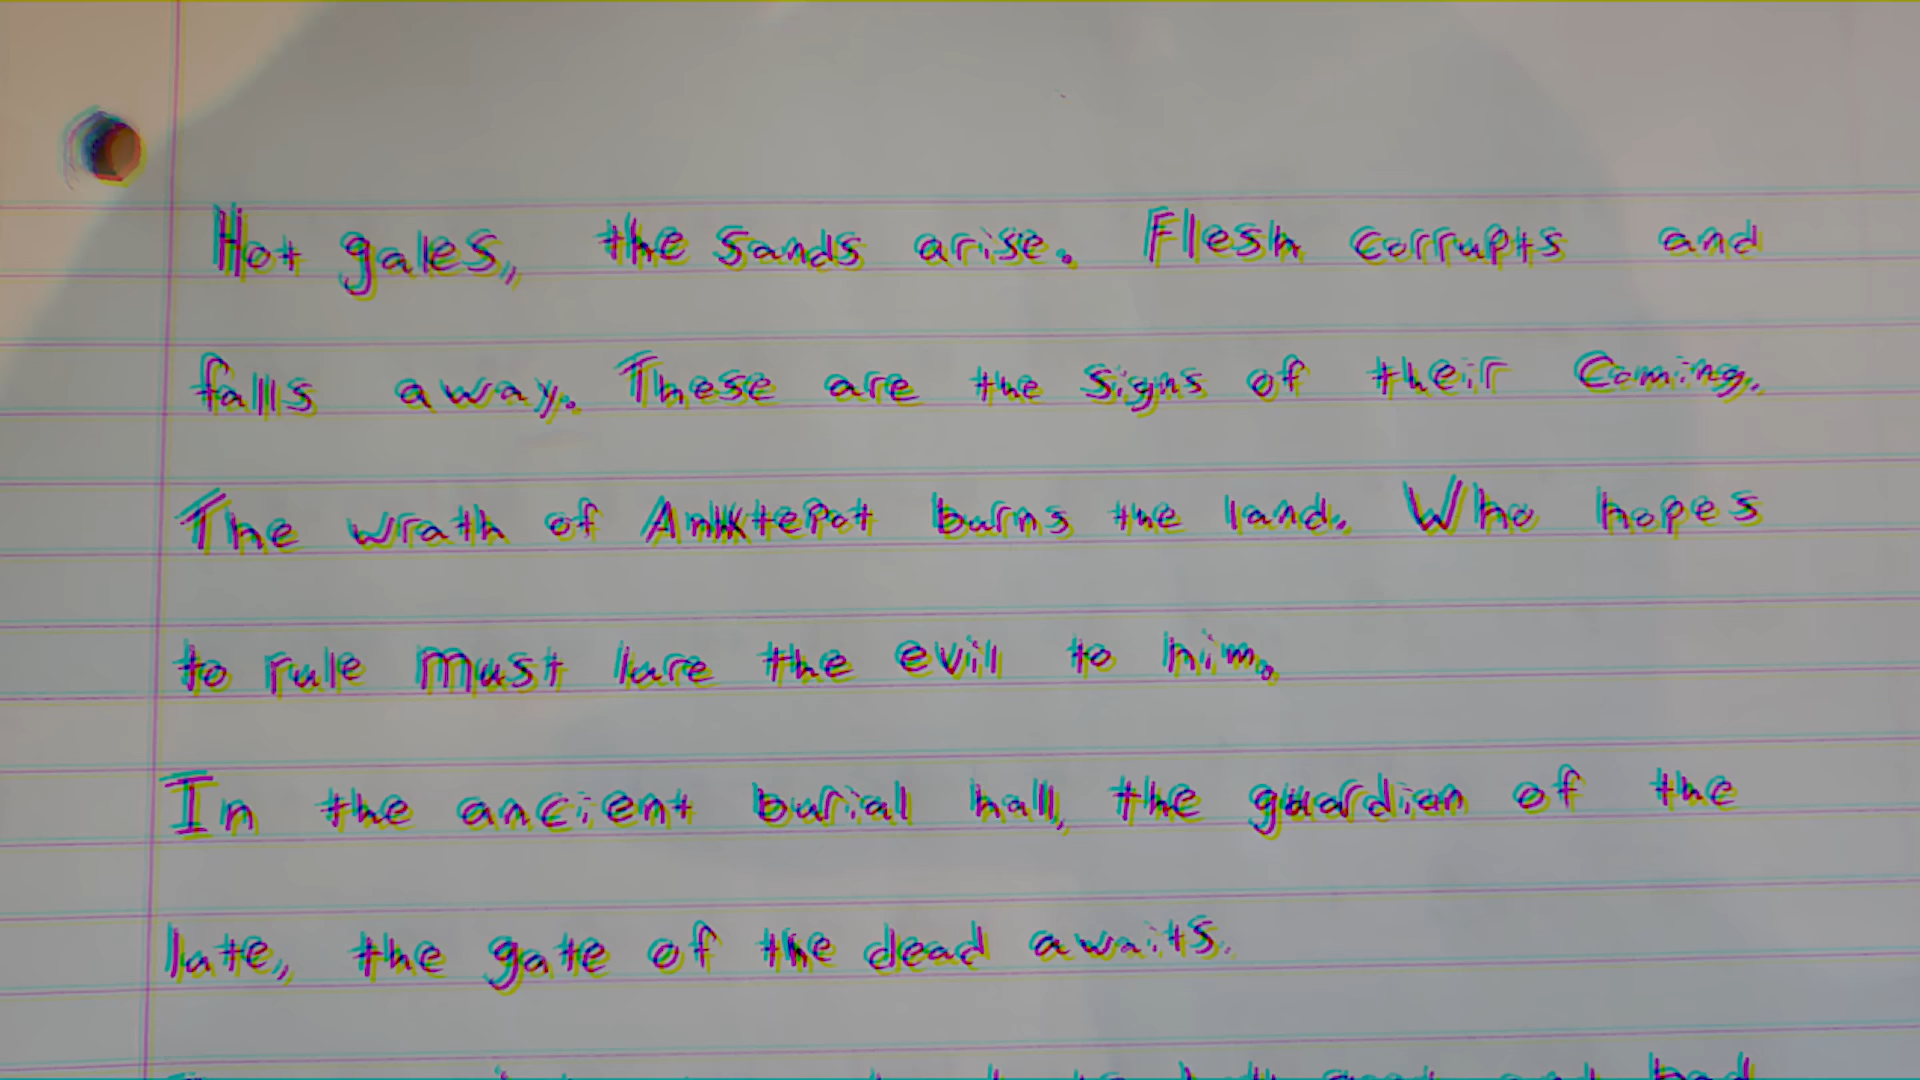 Hot gales, the sands arise. Flesh corrupts and
falls away. These are the signs of their Coming.
The wrath of Anhktepot burns the land. Who hopes
to rule must lure the evil to him.
In the ancient burial hall, the guardian of the
late, the gate of the dead awaits.